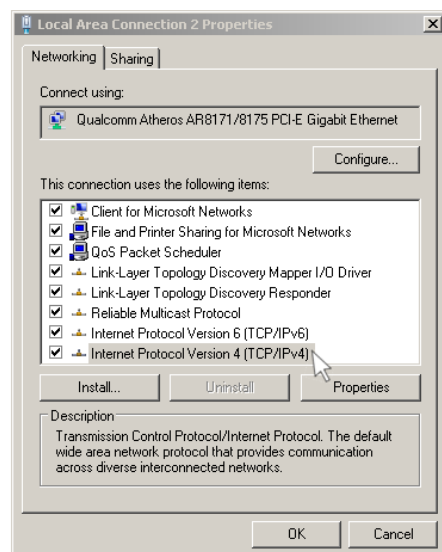 Local Area Connection 2 Properties
Networking
Sharing
Connect using:
Qualcomm Atheros AR8171/8175 PCI-E Gigabit Ethernet
Configure...
This connection uses the following items:
Client for Microsoft Networks
File and Printer Sharing for Microsoft Networks
QoS Packet Scheduler
Link-Layer Topology Discovery Mapper I/O Driver
Link-Layer Topology Discovery Responder
Reliable Multicast Protocol
Internet Protocol Version 6 (TCP/IPv6)
Internet Protocol Version 4 (TCP/IPv4)
Install...
Uninstall
Properties
Description
Transmission Control Protocol/Internet Protocol. The default
wide area network protocol that provides communication
across diverse interconnected networks.
OK
Cancel